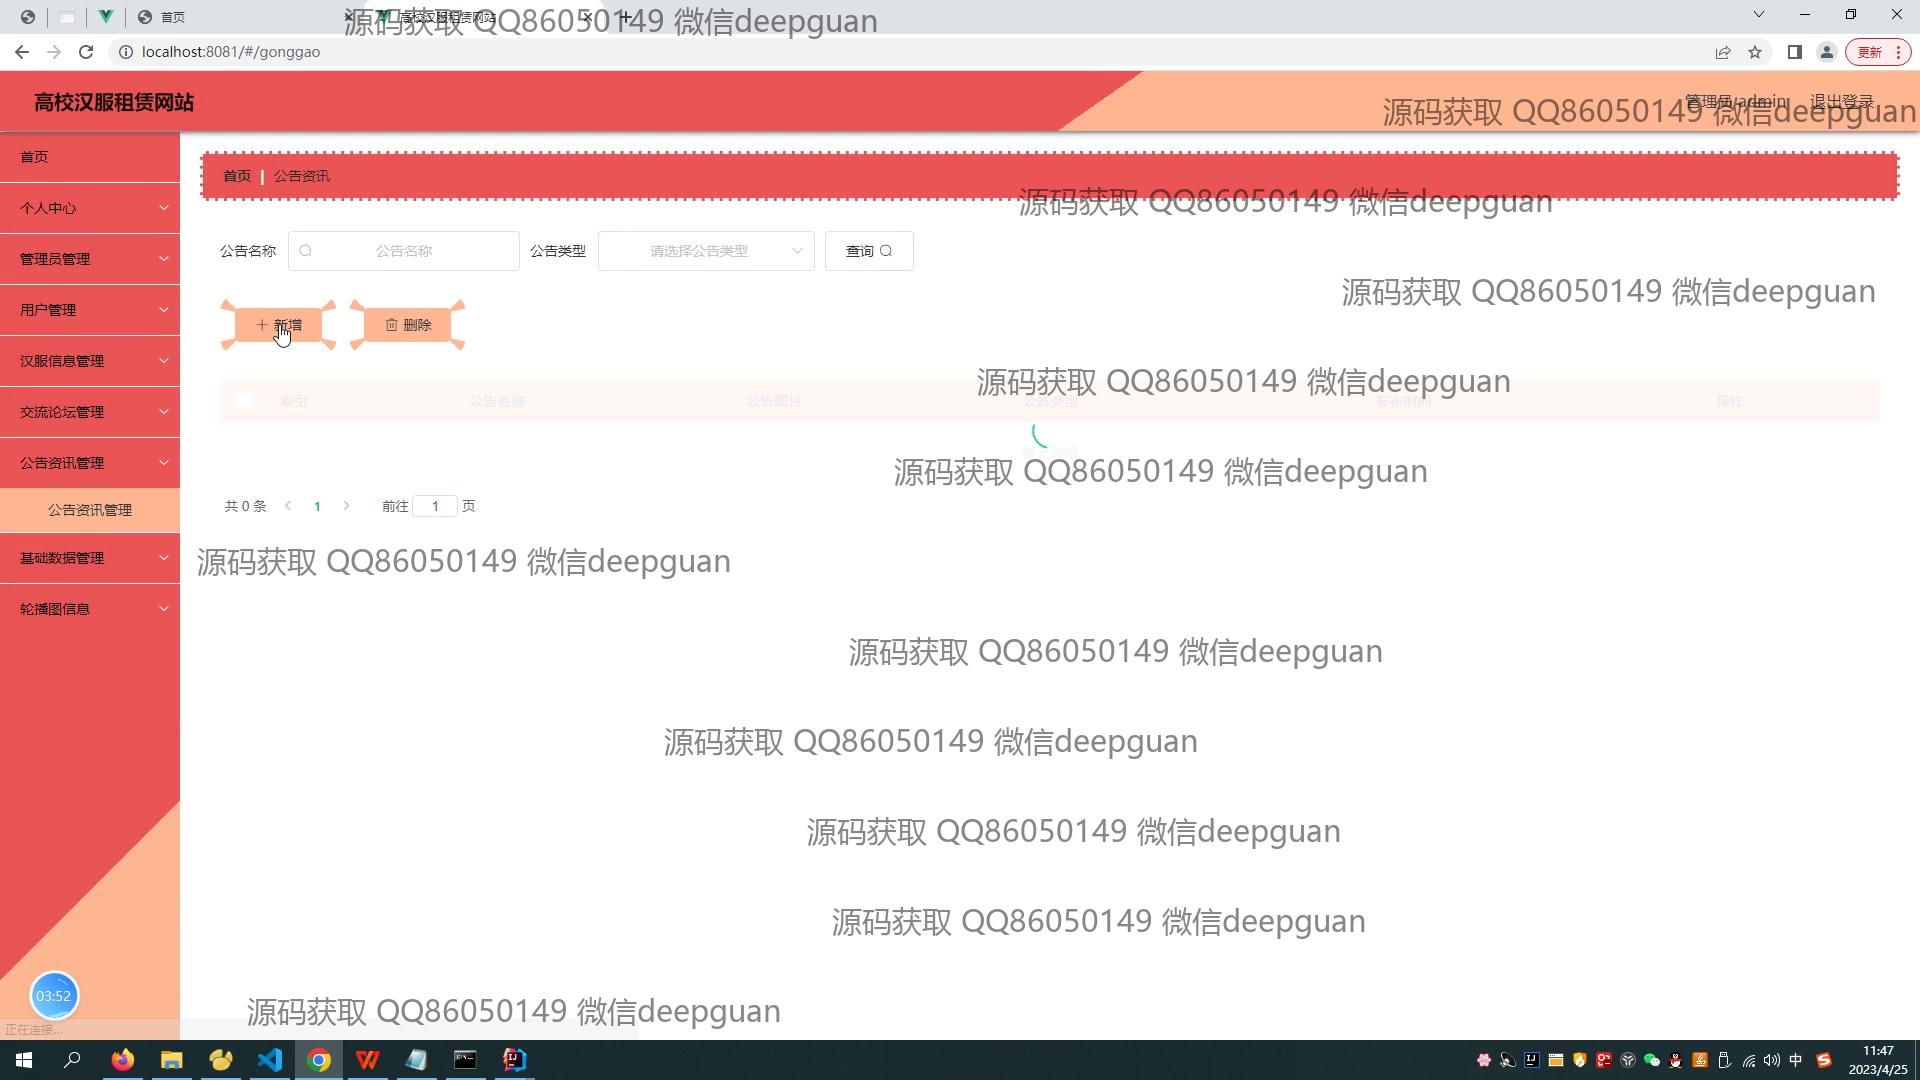 首页
高校汉服租赁网站
源码获取 QQ86050149 微信deepguan
localhost:8081/#/gonggao
更新
高校汉服租赁网站
管理员 admin
退出登录
源码获取 QQ86050149 微信deepguan
首页
个人中心
管理员管理
用户管理
汉服信息管理
交流论坛管理
公告资讯管理
公告资讯管理
基础数据管理
轮播图信息
首页 | 公告资讯
源码获取 QQ86050149 微信deepguan
公告名称 公告名称 公告类型 请选择公告类型 查询
源码获取 QQ86050149 微信deepguan
新增 删除
源码获取 QQ86050149 微信deepguan
索引 公告名称 公告图片 公告类型 发布时间 操作
源码获取 QQ86050149 微信deepguan
共 0 条 1 前往 1 页
源码获取 QQ86050149 微信deepguan
源码获取 QQ86050149 微信deepguan
源码获取 QQ86050149 微信deepguan
源码获取 QQ86050149 微信deepguan
源码获取 QQ86050149 微信deepguan
03:52
源码获取 QQ86050149 微信deepguan
正在连接...
中
11:47
2023/4/25